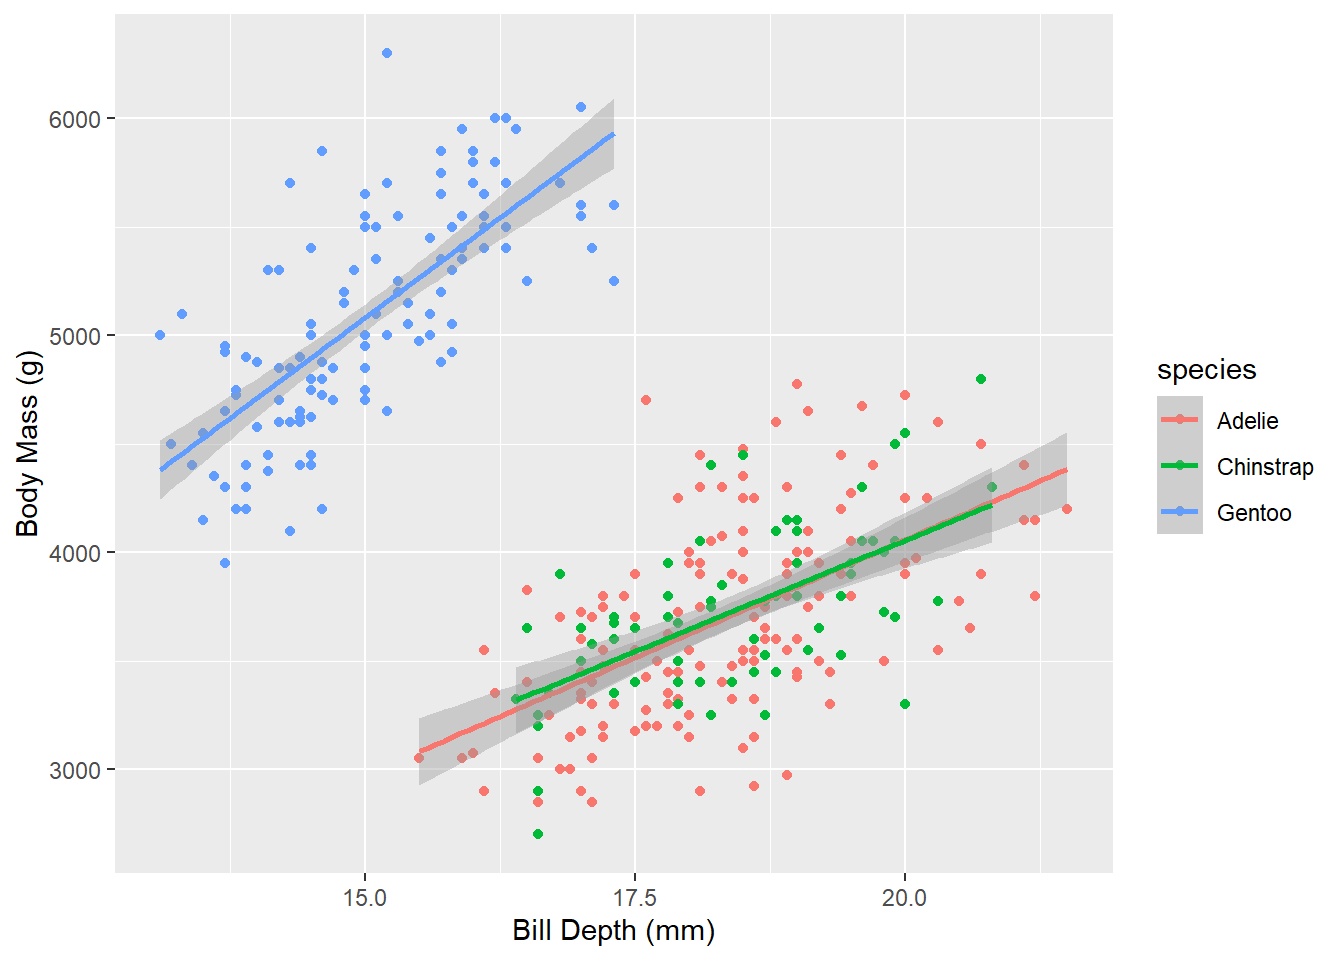 6000
5000
4000
3000
Body Mass (g)
15.0
17.5
20.0
Bill Depth (mm)
species
Adelie
Chinstrap
Gentoo